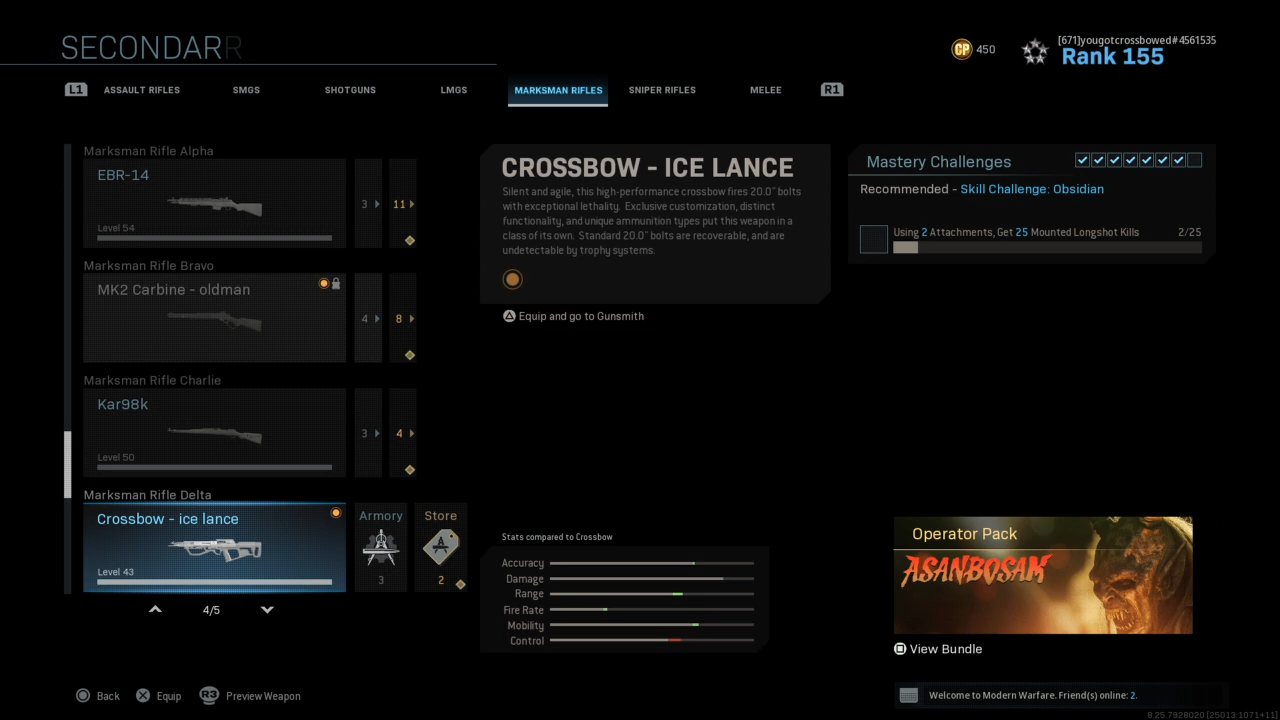 SECONDARR
CP 450
[671]yougotcrossbowed#4561535
Rank 155
L1 ASSAULT RIFLES SMGS SHOTGUNS LMGS MARKSMAN RIFLES SNIPER RIFLES MELEE R1
Marksman Rifle Alpha
EBR-14
3 11
Level 54
Marksman Rifle Bravo
MK2 Carbine - oldman
4 8
Marksman Rifle Charlie
Kar98k
3 4
Level 50
Marksman Rifle Delta
Crossbow - ice lance
Level 43
Armory
3
Store
2
4/5
CROSSBOW - ICE LANCE
Silent and agile, this high-performance crossbow fires 20.0" bolts
with exceptional lethality. Exclusive customization, distinct
functionality, and unique ammunition types put this weapon in a
class of its own. Standard 20.0" bolts are recoverable, and are
undetectable by trophy systems.
Equip and go to Gunsmith
Stats compared to Crossbow
Accuracy
Damage
Range
Fire Rate
Mobility
Control
Mastery Challenges
Recommended - Skill Challenge: Obsidian
Using 2 Attachments, Get 25 Mounted Longshot Kills 2/25
Operator Pack
ASANBOSAM
View Bundle
Back Equip R3 Preview Weapon
Welcome to Modern Warfare. Friend(s) online: 2.
8.25.7928020 [25013:1071+11]